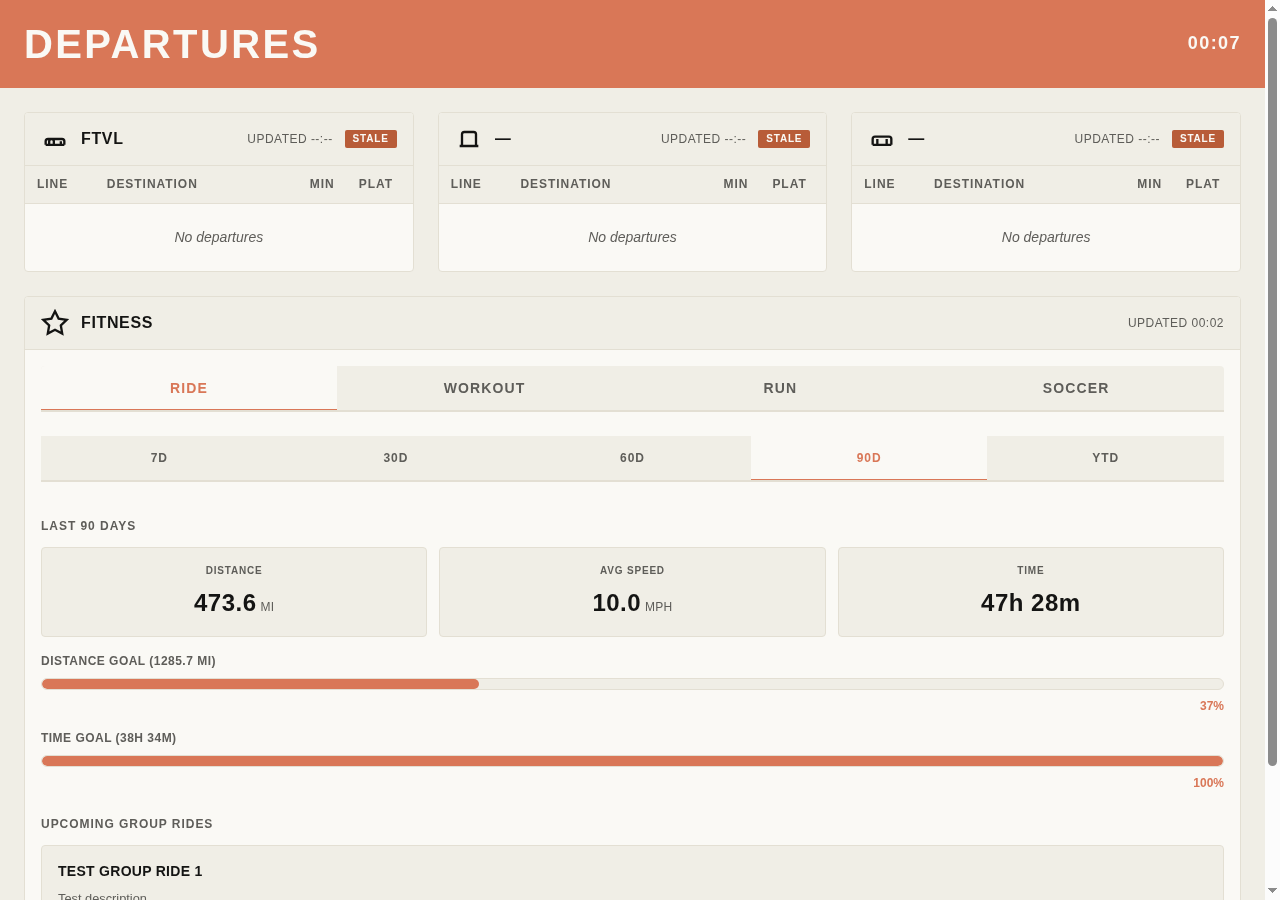 DEPARTURES
00:07
FTVL UPDATED --:-- STALE
— UPDATED --:-- STALE
— UPDATED --:-- STALE
LINE DESTINATION MIN PLAT
LINE DESTINATION MIN PLAT
LINE DESTINATION MIN PLAT
No departures
No departures
No departures
FITNESS
UPDATED 00:02
RIDE WORKOUT RUN SOCCER
7D 30D 60D 90D YTD
LAST 90 DAYS
DISTANCE
473.6 MI
AVG SPEED
10.0 MPH
TIME
47h 28m
DISTANCE GOAL (1285.7 MI)
37%
TIME GOAL (38H 34M)
100%
UPCOMING GROUP RIDES
TEST GROUP RIDE 1
Test description